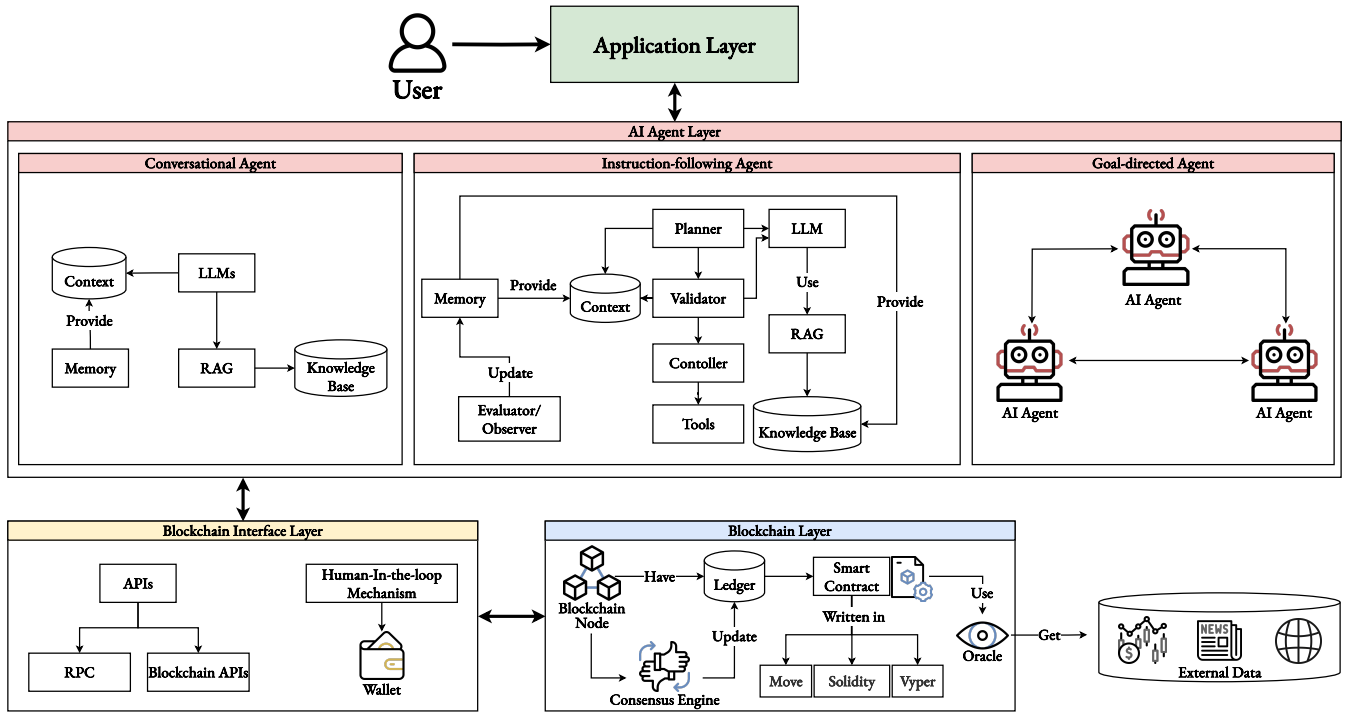 Application Layer
User
AI Agent Layer
Conversational Agent
Context
LLMs
Provide
Memory
RAG
Knowledge
Base
Instruction-following Agent
Planner
LLM
Memory
Provide
Context
Validator
Use
Provide
RAG
Update
Contoller
Evaluator/
Observer
Tools
Knowledge Base
Goal-directed Agent
AI Agent
AI Agent
AI Agent
Blockchain Interface Layer
APIs
Human-In-the-loop
Mechanism
RPC
Blockchain APIs
Wallet
Blockchain Layer
Blockchain
Node
Have
Ledger
Smart
Contract
Use
Written in
Update
Consensus Engine
Move
Solidity
Vyper
Oracle
Get
NEWS
$
External Data